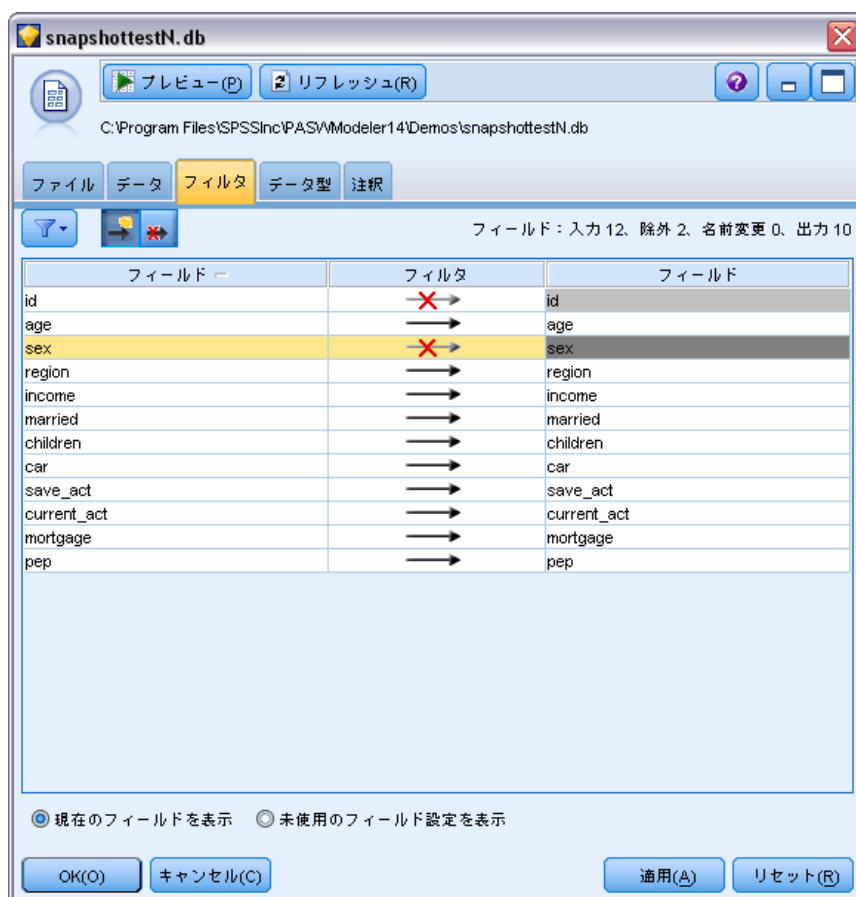 snapshottestN.db
プレビュー(P) リフレッシュ(R)
C:\Program Files\SPSSInc\PASWModeler14\Demos\snapshottestN.db
ファイル データ フィルタ データ型 注釈
フィールド：入力 12、除外 2、名前変更 0、出力 10
フィールド フィルタ フィールド
id id
age age
sex sex
region region
income income
married married
children children
car car
save_act save_act
current_act current_act
mortgage mortgage
pep pep
現在のフィールドを表示 未使用のフィールド設定を表示
OK(O) キャンセル(C) 適用(A) リセット(R)